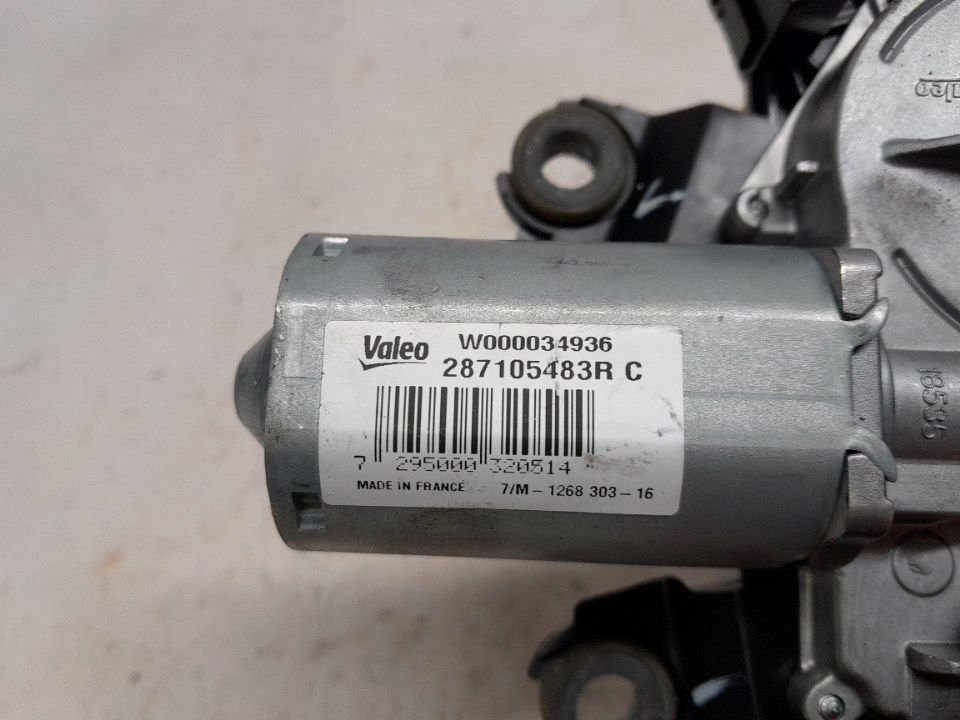 Valeo W000034936
287105483R C
7 295000 320514
MADE IN FRANCE 7/M-1268 303-16
18535